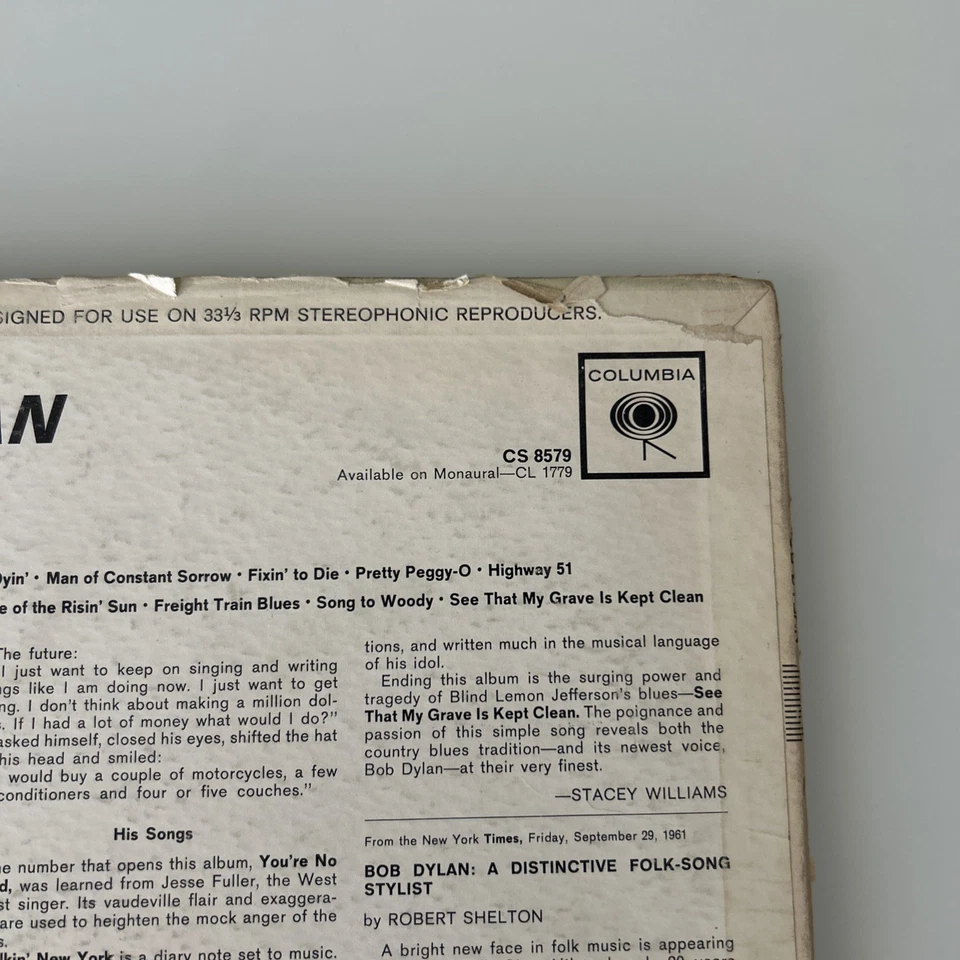 SIGNED FOR USE ON 33⅓ RPM STEREOPHONIC REPRODUCERS.
COLUMBIA
AN
CS 8579
Available on Monaural—CL 1779
Dyin' • Man of Constant Sorrow • Fixin' to Die • Pretty Peggy-O • Highway 51
e of the Risin' Sun • Freight Train Blues • Song to Woody • See That My Grave Is Kept Clean
The future:
I just want to keep on singing and writing
ngs like I am doing now. I just want to get
ng. I don't think about making a million dol-
s. If I had a lot of money what would I do?"
asked himself, closed his eyes, shifted the hat
his head and smiled:
would buy a couple of motorcycles, a few
conditioners and four or five couches."
His Songs
he number that opens this album, You're No
d, was learned from Jesse Fuller, the West
st singer. Its vaudeville flair and exaggera-
are used to heighten the mock anger of the
s.
lkin' New York is a diary note set to music.
tions, and written much in the musical language
of his idol.
Ending this album is the surging power and
tragedy of Blind Lemon Jefferson's blues—See
That My Grave Is Kept Clean. The poignance and
passion of this simple song reveals both the
country blues tradition—and its newest voice,
Bob Dylan—at their very finest.
—STACEY WILLIAMS
From the New York Times, Friday, September 29, 1961
BOB DYLAN: A DISTINCTIVE FOLK-SONG
STYLIST
by ROBERT SHELTON
A bright new face in folk music is appearing